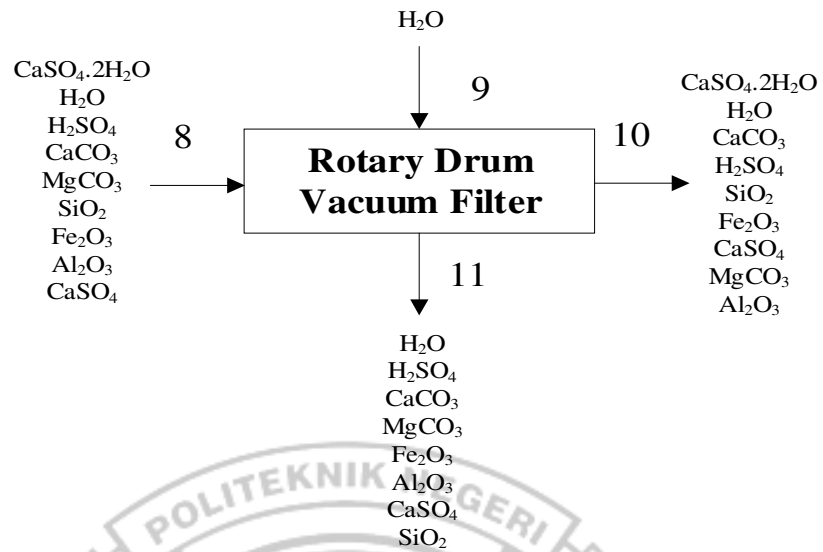 H₂O
9
CaSO₄.2H₂O
H₂O
H₂SO₄
CaCO₃
MgCO₃
SiO₂
Fe₂O₃
Al₂O₃
CaSO₄
8
Rotary Drum
Vacuum Filter
10
CaSO₄.2H₂O
H₂O
CaCO₃
H₂SO₄
SiO₂
Fe₂O₃
CaSO₄
MgCO₃
Al₂O₃
11
H₂O
H₂SO₄
CaCO₃
MgCO₃
Fe₂O₃
Al₂O₃
CaSO₄
SiO₂
POLITEKNIK NEGERI